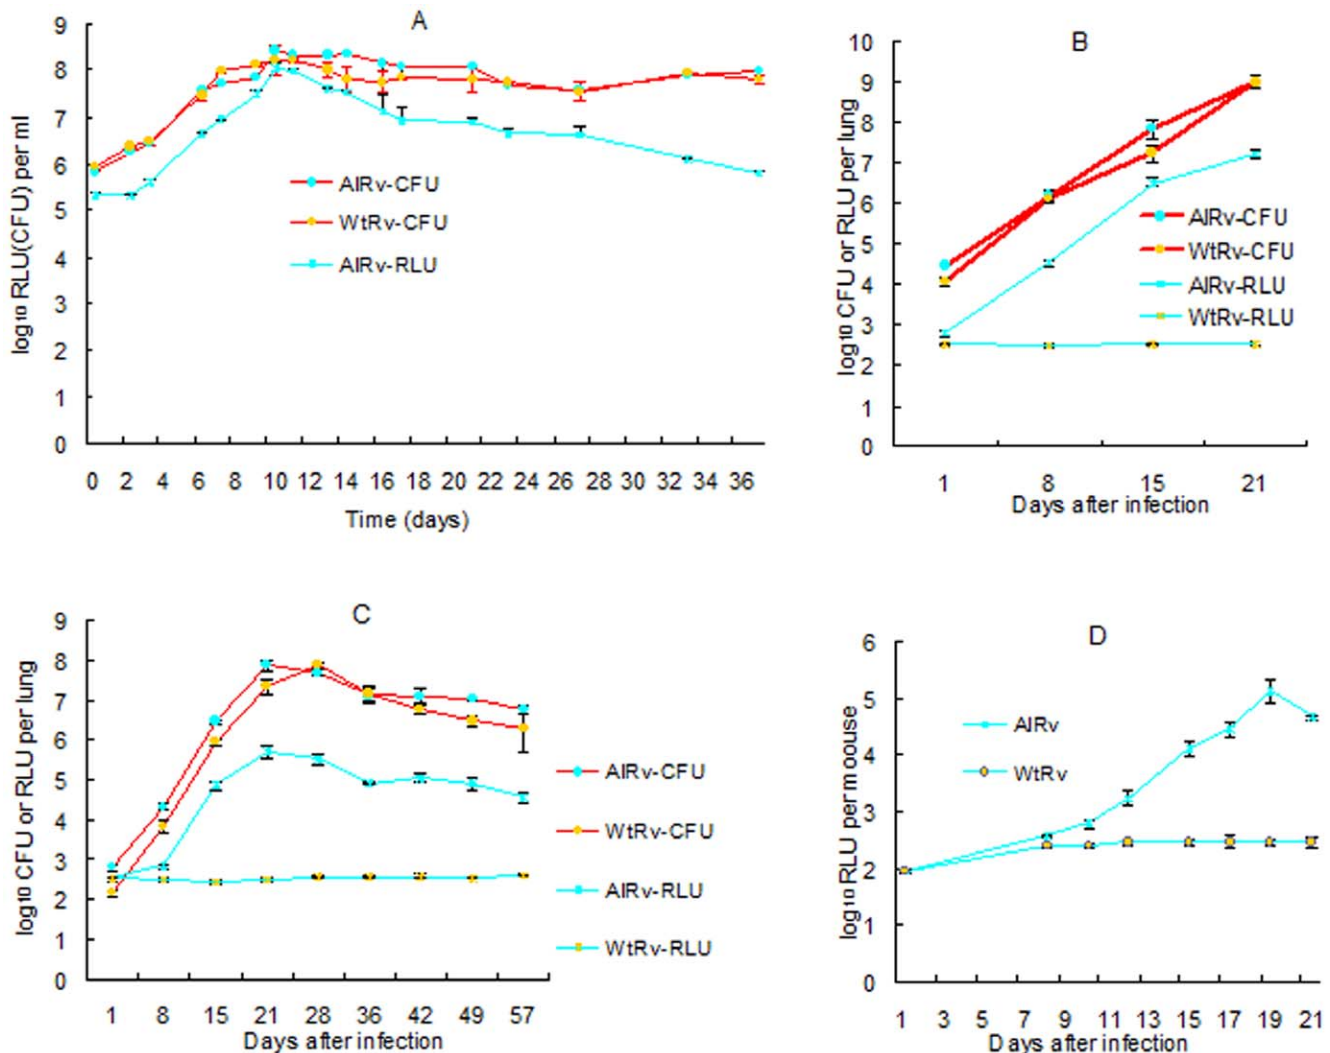 A
log¹⁰ RLU(CFU) per ml
9
8
7
6
5
4
3
2
1
0
AlRv-CFU
WtRv-CFU
AlRv-RLU
0 2 4 6 8 10 12 14 16 18 20 22 24 26 28 30 32 34 36
Time (days)
B
log¹⁰ CFU or RLU per lung
10
9
8
7
6
5
4
3
2
1
0
AlRv-CFU
WtRv-CFU
AlRv-RLU
WtRv-RLU
1 8 15 21
Days after infection
C
log¹⁰ CFU or RLU per lung
9
8
7
6
5
4
3
2
1
0
AlRv-CFU
WtRv-CFU
AlRv-RLU
WtRv-RLU
1 8 15 21 28 36 42 49 57
Days after infection
D
log¹⁰ RLU per moouse
6
5
4
3
2
1
0
AlRv
WtRv
1 3 5 7 9 11 13 15 17 19 21
Days after infection